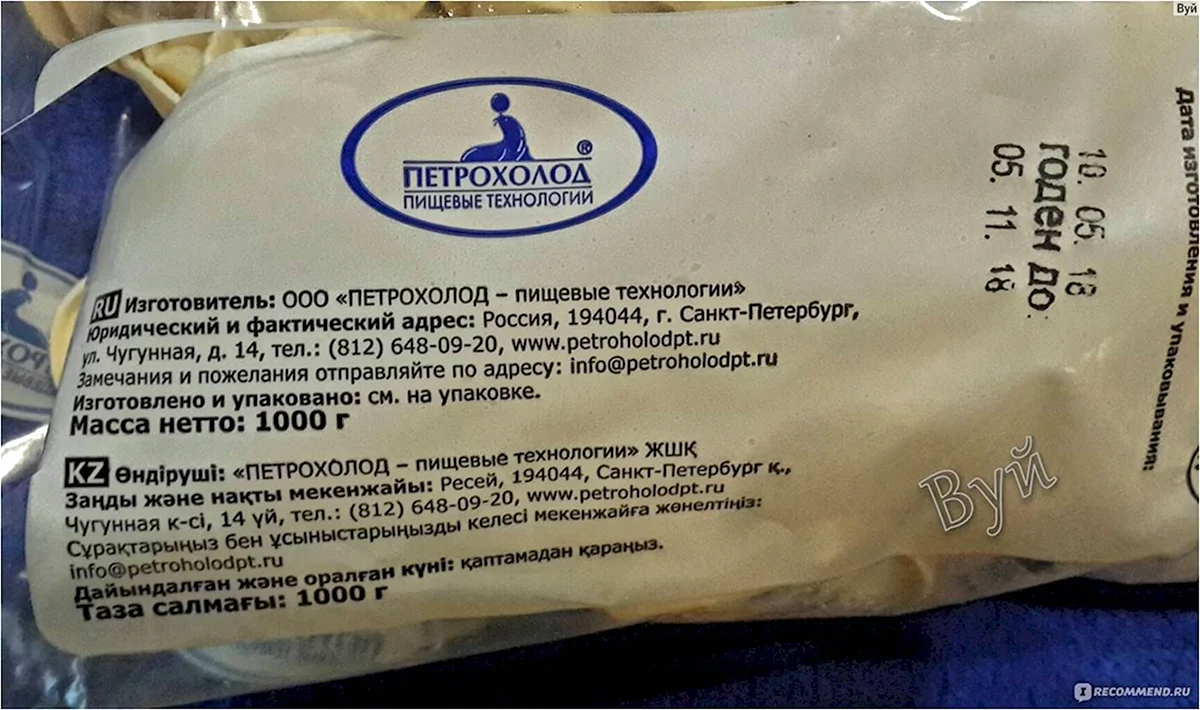 Вуй
ПЕТРОХОЛОД ®
ПИЩЕВЫЕ ТЕХНОЛОГИИ
RU Изготовитель: ООО «ПЕТРОХОЛОД – пищевые технологии»
Юридический и фактический адрес: Россия, 194044, г. Санкт-Петербург,
ул. Чугунная, д. 14, тел.: (812) 648-09-20, www.petroholodpt.ru
Замечания и пожелания отправляйте по адресу: info@petroholodpt.ru
Изготовлено и упаковано: см. на упаковке.
Масса нетто: 1000 г
KZ Өндіруші: «ПЕТРОХОЛОД – пищевые технологии» ЖШҚ
Заңды және нақты мекенжайы: Ресей, 194044, Санкт-Петербург қ.,
Чугунная к-сі, 14 үй, тел.: (812) 648-09-20, www.petroholodpt.ru
Сұрақтарыңыз бен ұсыныстарыңызды келесі мекенжайға жөнелтіңіз:
info@petroholodpt.ru
Дайындалған және оралған күні: қаптамадан қараңыз.
Таза салмағы: 1000 г
10. 05. 18
ГОДЕН ДО:
05. 11. 18
Дата изготовления и упаковывания:
Вуй
IRECOMMEND.RU